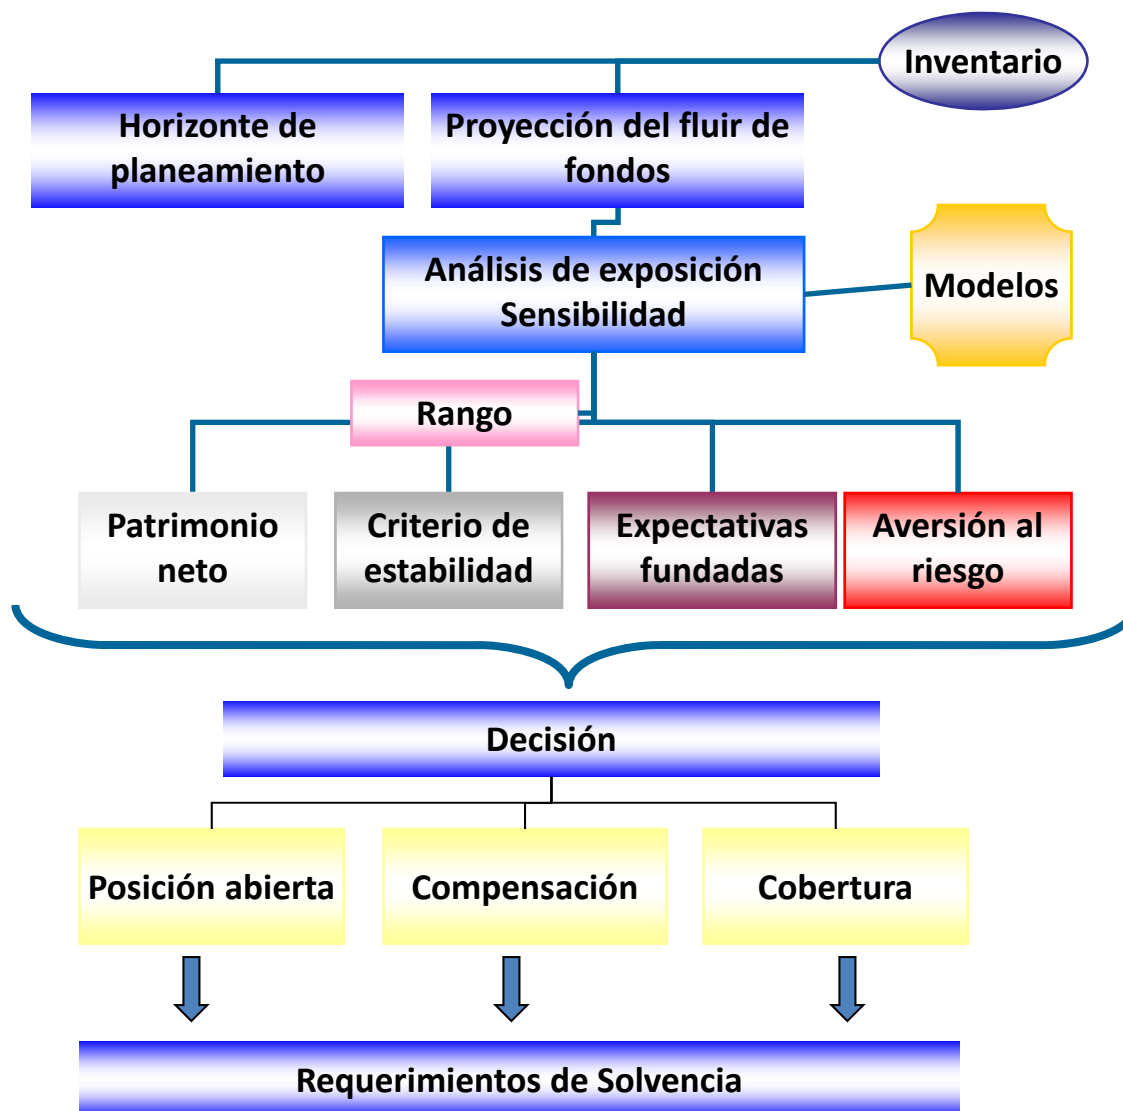 Inventario
Horizonte de
planeamiento
Proyección del fluir de
fondos
Análisis de exposición
Sensibilidad
Modelos
Rango
Patrimonio
neto
Criterio de
estabilidad
Expectativas
fundadas
Aversión al
riesgo
Decisión
Posición abierta
Compensación
Cobertura
Requerimientos de Solvencia